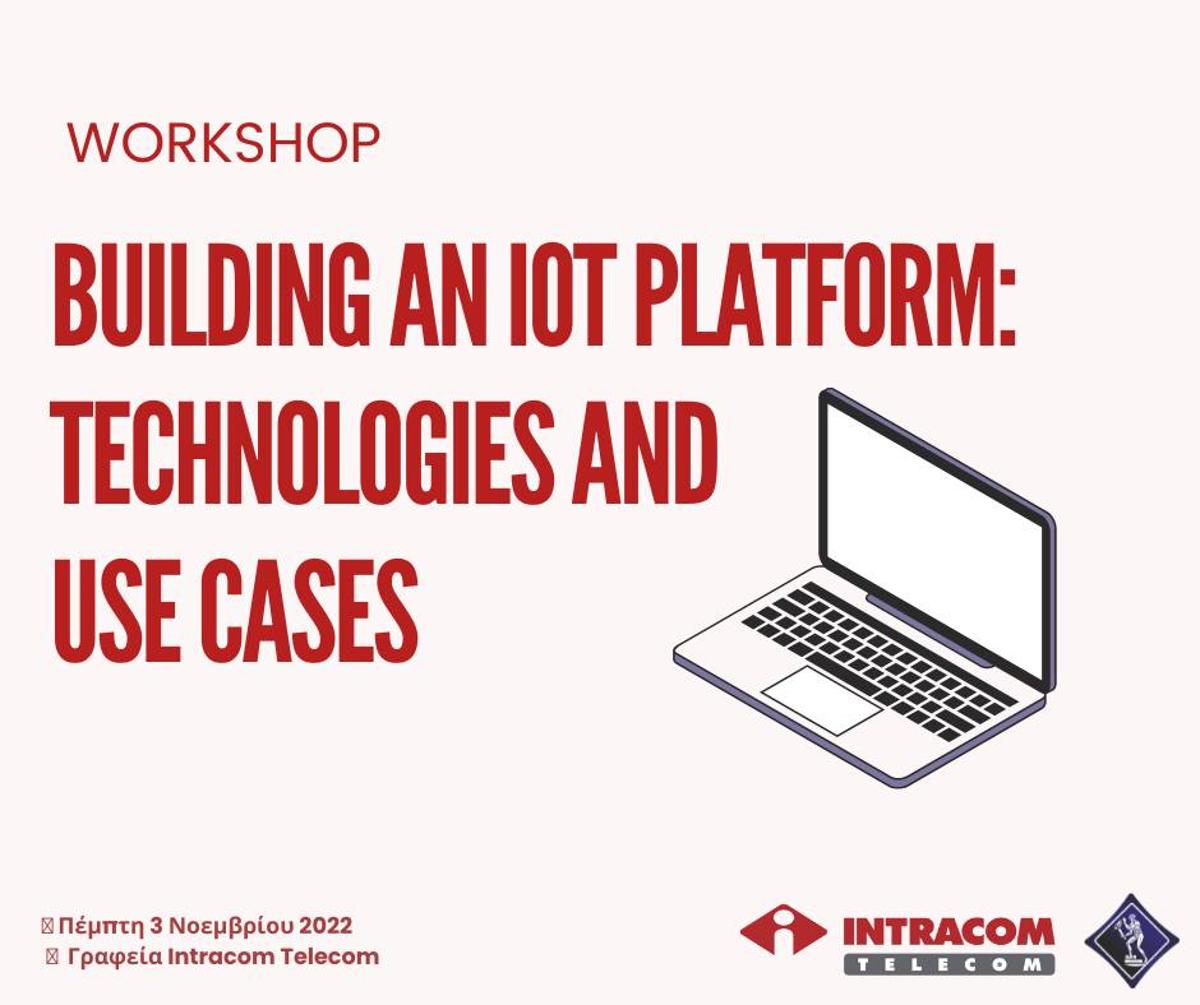 WORKSHOP
BUILDING AN IOT PLATFORM:
TECHNOLOGIES AND
USE CASES
Πέμπτη 3 Νοεμβρίου 2022
Γραφεία Intracom Telecom
INTRACOM
TELECOM